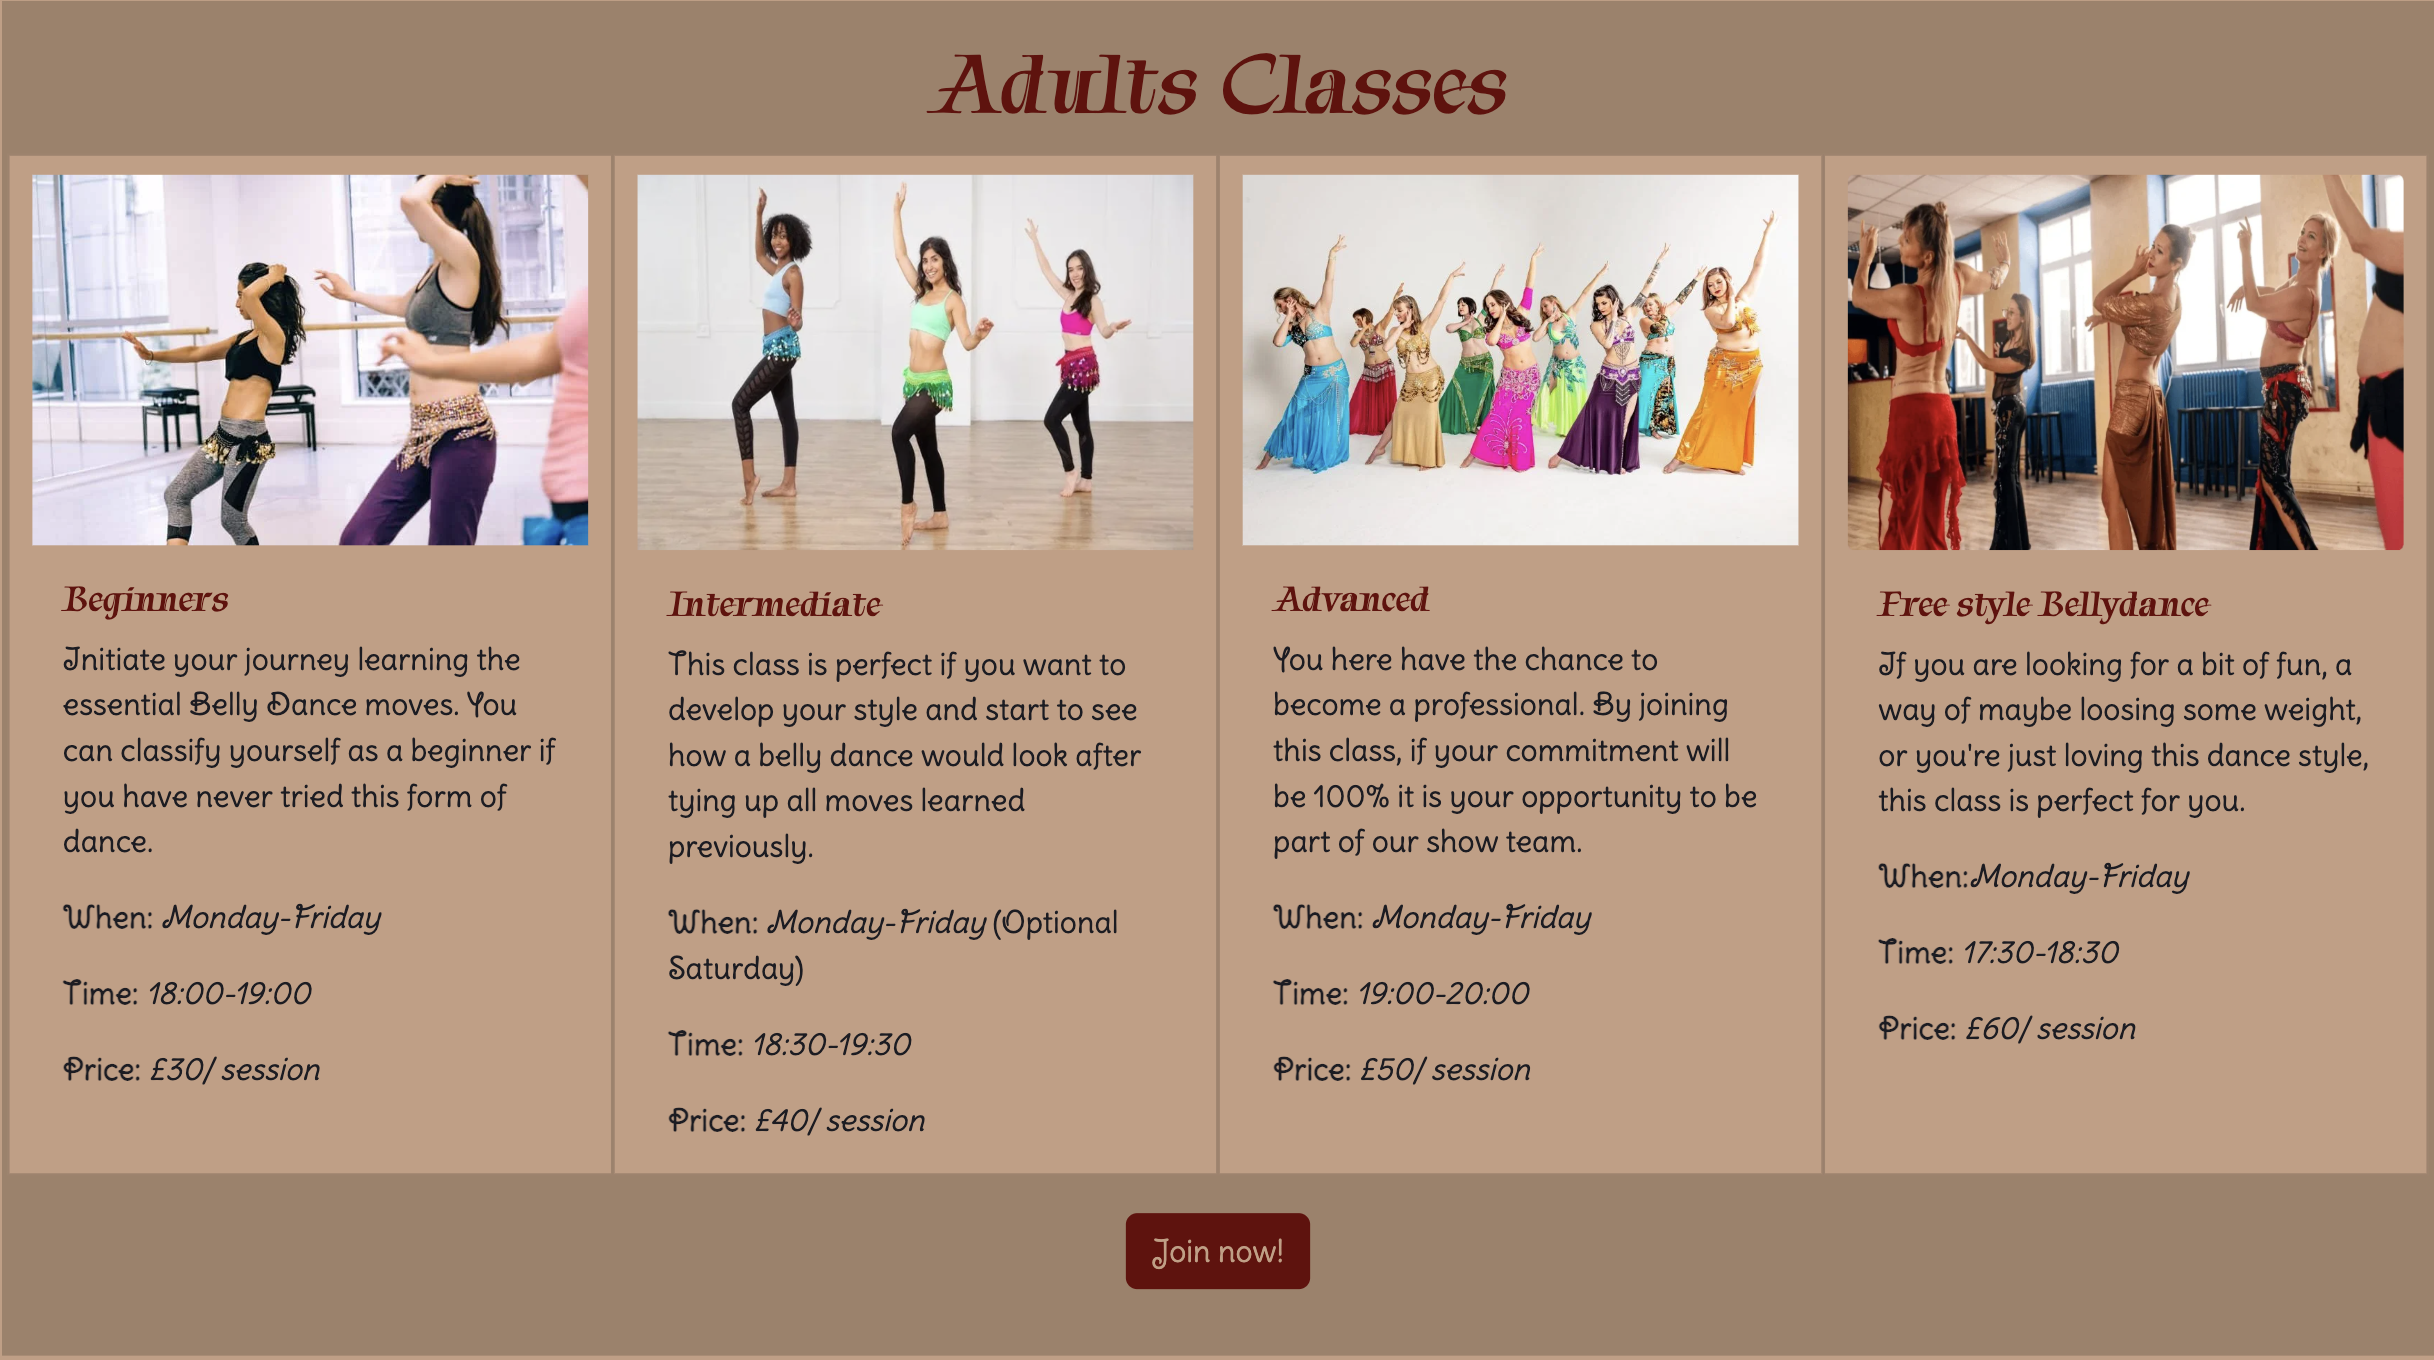 Adults Classes
Beginners
Initiate your journey learning the
essential Belly Dance moves. You
can classify yourself as a beginner if
you have never tried this form of
dance.
When: Monday-Friday
Time: 18:00-19:00
Price: £30/ session
Intermediate
This class is perfect if you want to
develop your style and start to see
how a belly dance would look after
tying up all moves learned
previously.
When: Monday-Friday (Optional
Saturday)
Time: 18:30-19:30
Price: £40/ session
Advanced
You here have the chance to
become a professional. By joining
this class, if your commitment will
be 100% it is your opportunity to be
part of our show team.
When: Monday-Friday
Time: 19:00-20:00
Price: £50/ session
Free style Bellydance
If you are looking for a bit of fun, a
way of maybe loosing some weight,
or you're just loving this dance style,
this class is perfect for you.
When:Monday-Friday
Time: 17:30-18:30
Price: £60/ session
Join now!